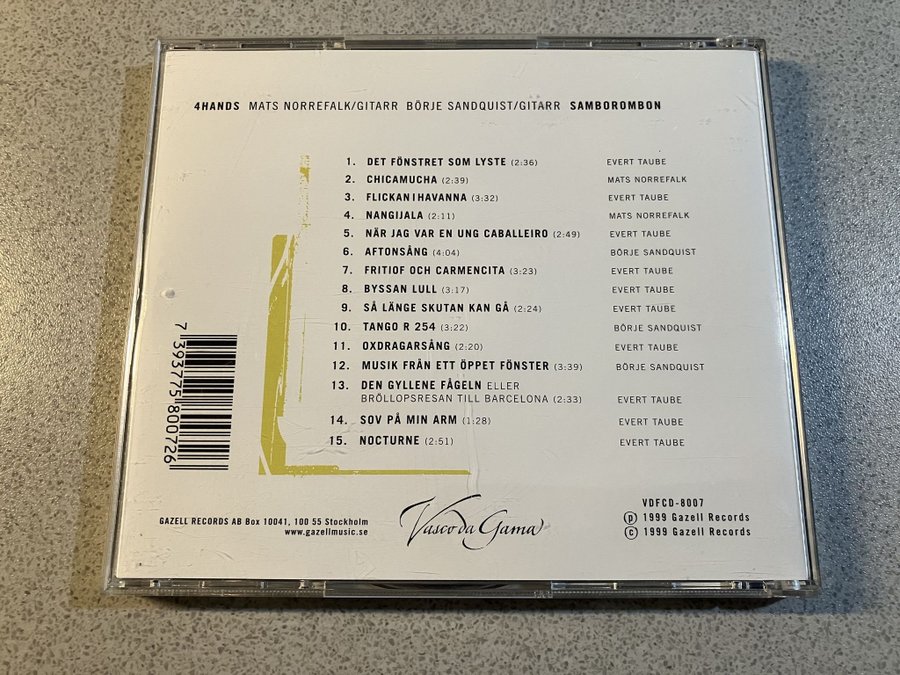 4HANDS MATS NORREFALK/GITARR BÖRJE SANDQUIST/GITARR SAMBOROMBON
1. DET FÖNSTRET SOM LYSTE (2:36) EVERT TAUBE
2. CHICAMUCHA (2:39) MATS NORREFALK
3. FLICKAN I HAVANNA (3:32) EVERT TAUBE
4. NANGIJALA (2:11) MATS NORREFALK
5. NÄR JAG VAR EN UNG CABALLEIRO (2:49) EVERT TAUBE
6. AFTONSÅNG (4:04) BÖRJE SANDQUIST
7. FRITIOF OCH CARMENCITA (3:23) EVERT TAUBE
8. BYSSAN LULL (3:17) EVERT TAUBE
9. SÅ LÄNGE SKUTAN KAN GÅ (2:24) EVERT TAUBE
10. TANGO R 254 (3:22) BÖRJE SANDQUIST
11. OXDRAGARSÅNG (2:20) EVERT TAUBE
12. MUSIK FRÅN ETT ÖPPET FÖNSTER (3:39) BÖRJE SANDQUIST
13. DEN GYLLENE FÅGELN ELLER
BRÖLLOPSRESAN TILL BARCELONA (2:33) EVERT TAUBE
14. SOV PÅ MIN ARM (1:28) EVERT TAUBE
15. NOCTURNE (2:51) EVERT TAUBE
7 393775 800726
GAZELL RECORDS AB Box 10041, 100 55 Stockholm
www.gazellmusic.se
Vasco da Gama
VDFCD-8007
℗ 1999 Gazell Records
© 1999 Gazell Records